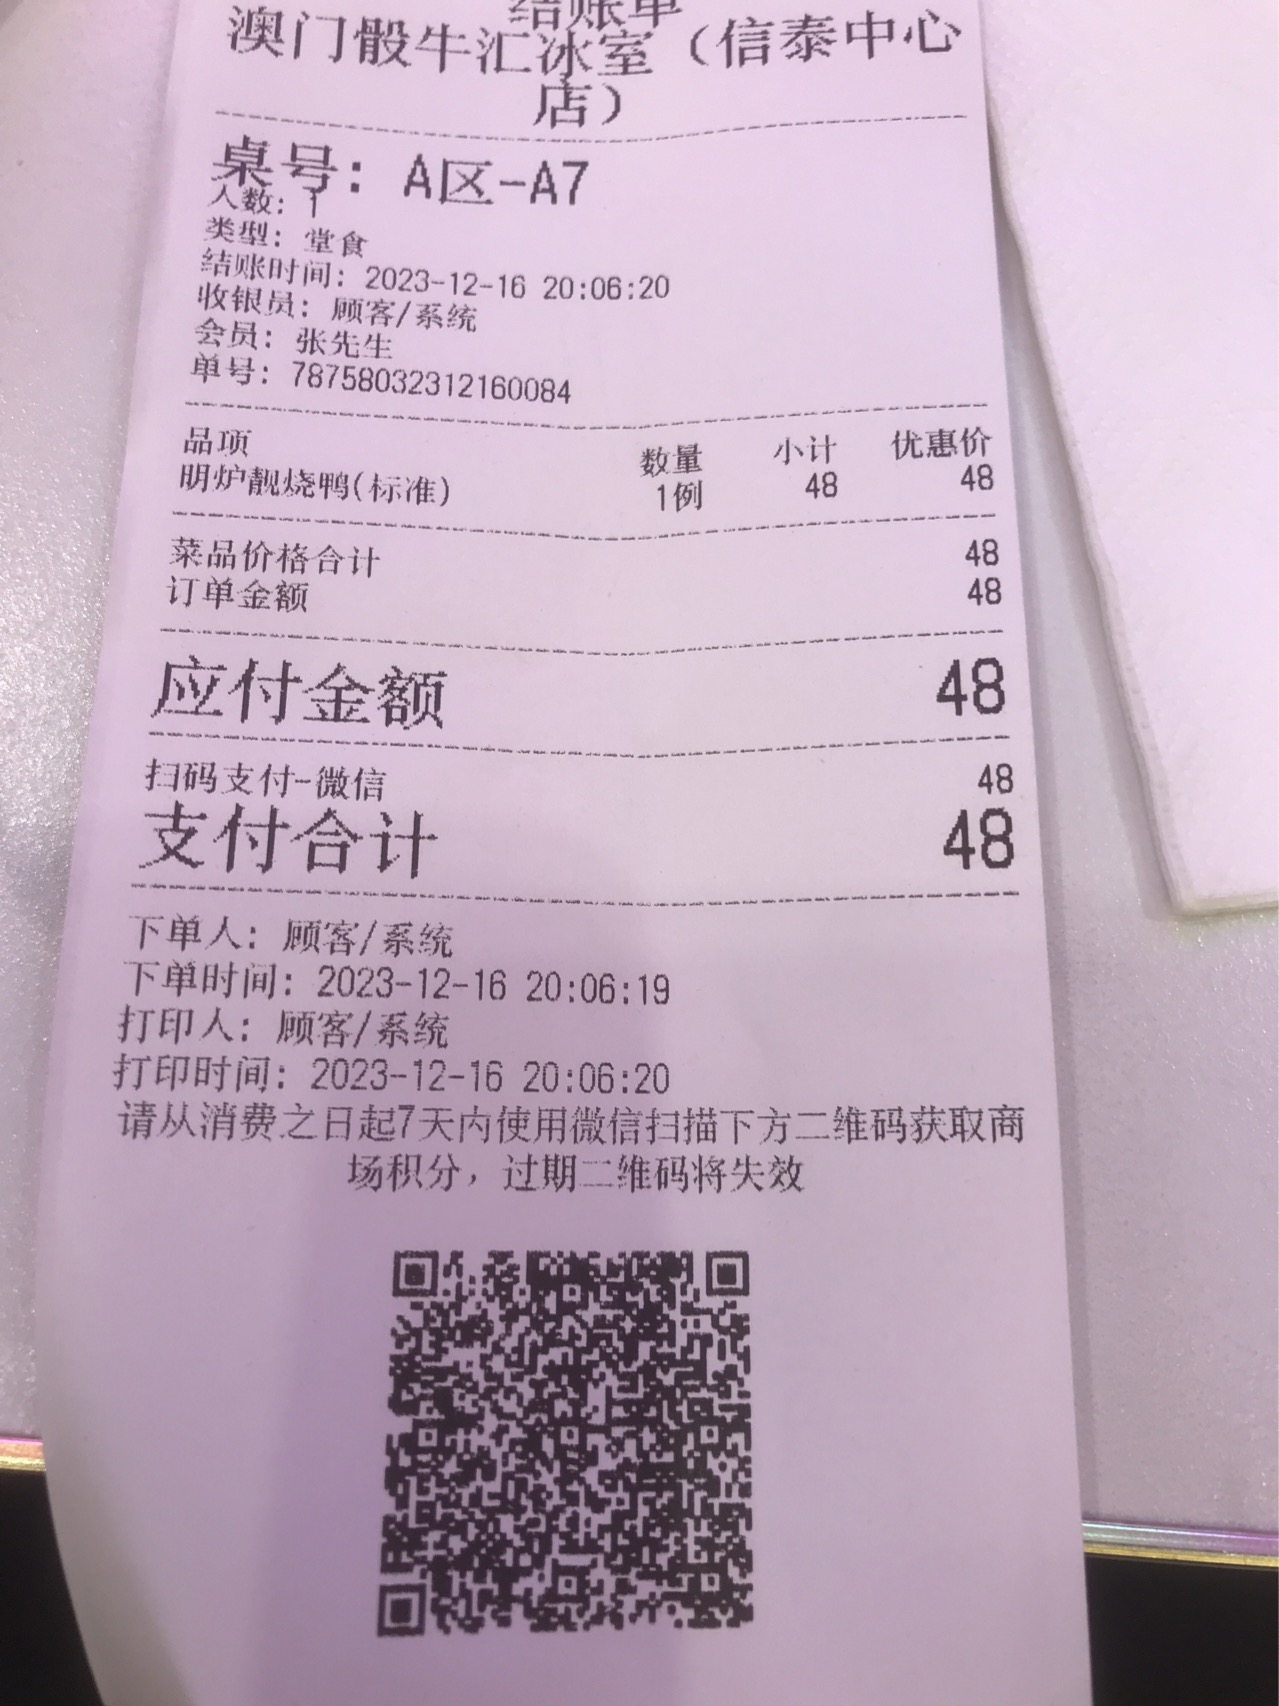 结账单
澳门骰牛汇冰室（信泰中心
店）
桌号：A区-A7
人数：1
类型：堂食
结账时间：2023-12-16 20:06:20
收银员：顾客/系统
会员：张先生
单号：78758032312160084
品项 数量 小计 优惠价
明炉靓烧鸭(标准) 1例 48 48
菜品价格合计 48
订单金额 48
应付金额 48
扫码支付-微信 48
支付合计 48
下单人：顾客/系统
下单时间：2023-12-16 20:06:19
打印人：顾客/系统
打印时间：2023-12-16 20:06:20
请从消费之日起7天内使用微信扫描下方二维码获取商
场积分，过期二维码将失效